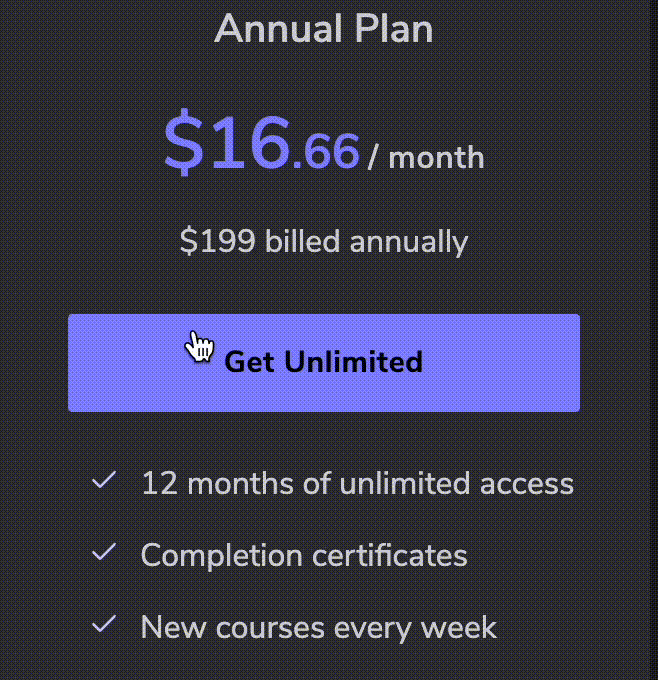 Annual Plan
$16.66 / month
$199 billed annually
Get Unlimited
12 months of unlimited access
Completion certificates
New courses every week